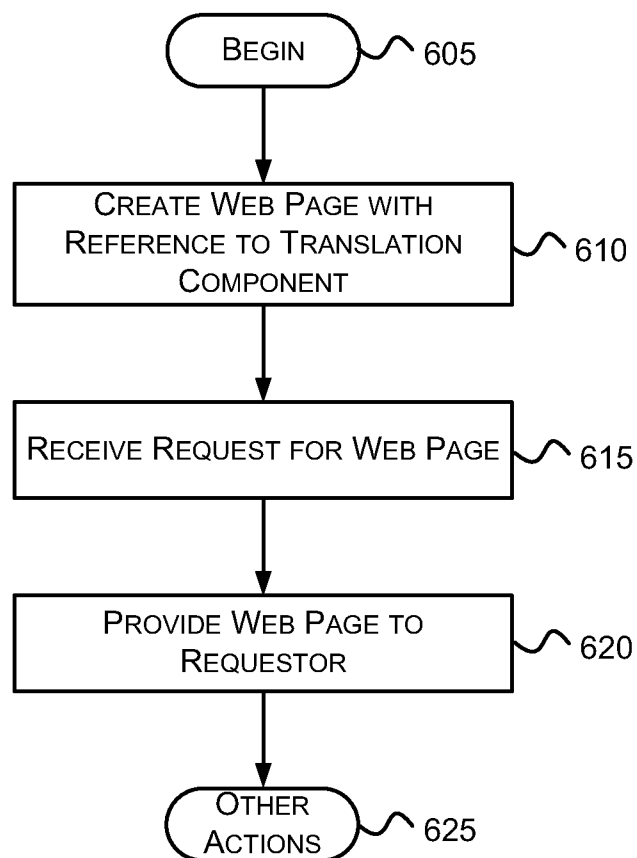 BEGIN
605
CREATE WEB PAGE WITH
REFERENCE TO TRANSLATION
COMPONENT
610
RECEIVE REQUEST FOR WEB PAGE
615
PROVIDE WEB PAGE TO
REQUESTOR
620
OTHER
ACTIONS
625